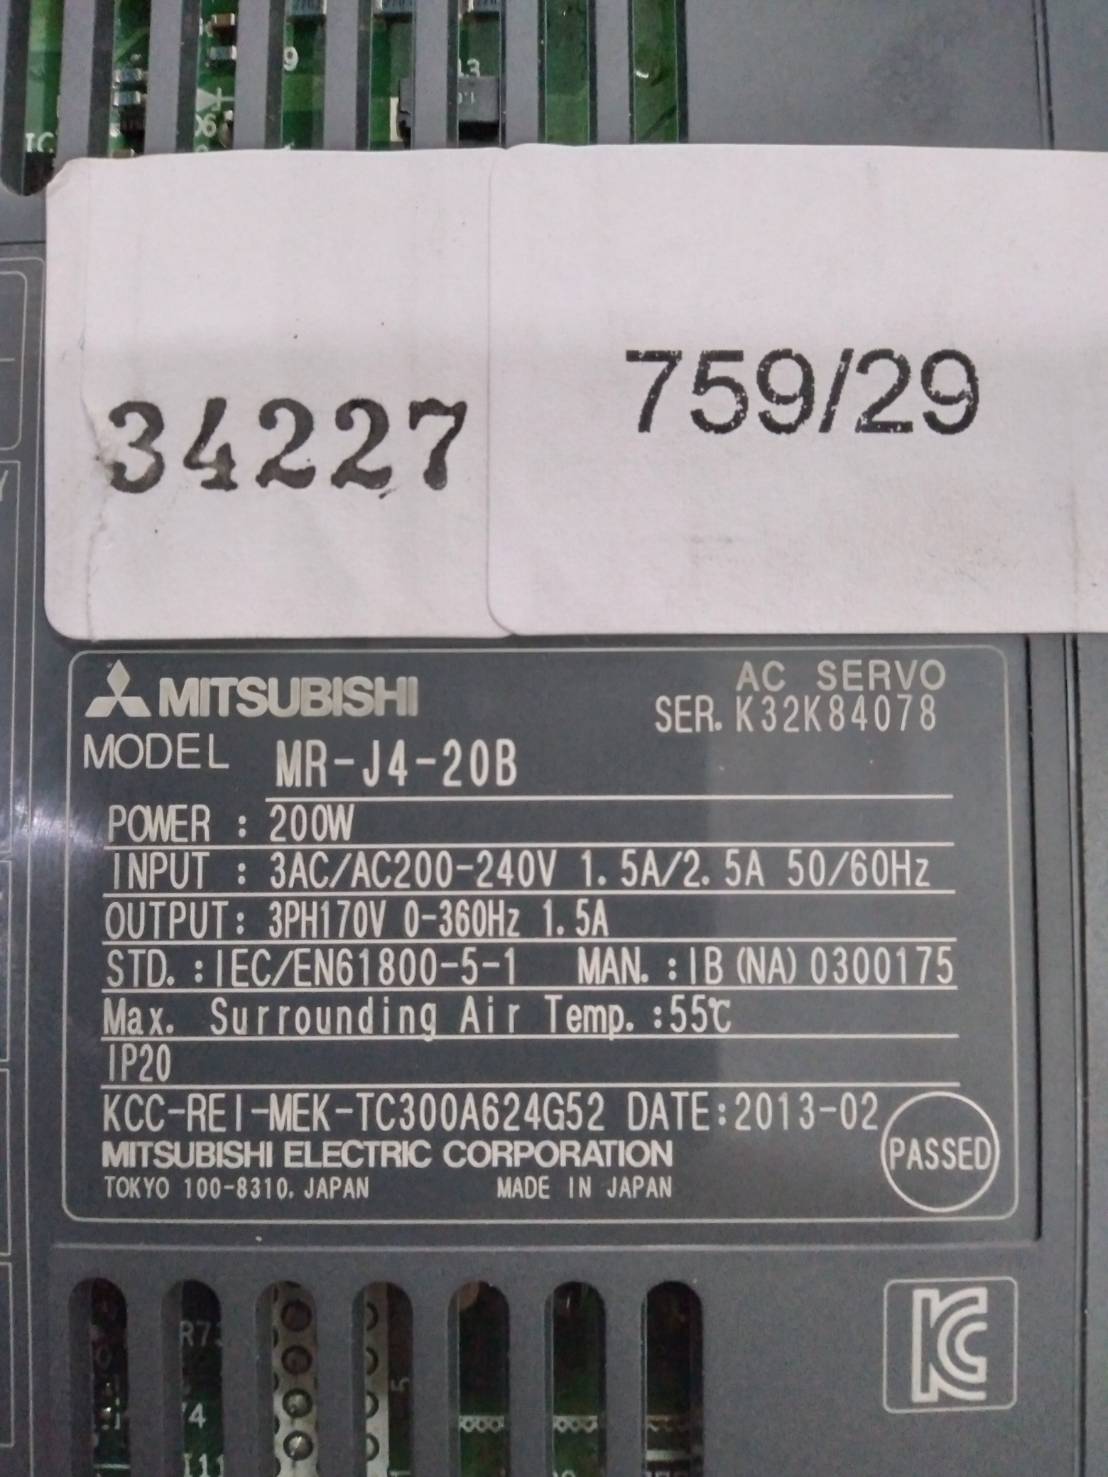 34227
759/29
MITSUBISHI
AC SERVO
SER. K32K84078
MODEL MR-J4-20B
POWER : 200W
INPUT : 3AC/AC200-240V 1.5A/2.5A 50/60Hz
OUTPUT: 3PH170V 0-360Hz 1.5A
STD. :IEC/EN61800-5-1 MAN. :IB(NA)0300175
Max. Surrounding Air Temp. :55℃
IP20
KCC-REI-MEK-TC300A624G52 DATE:2013-02
PASSED
MITSUBISHI ELECTRIC CORPORATION
TOKYO 100-8310, JAPAN MADE IN JAPAN